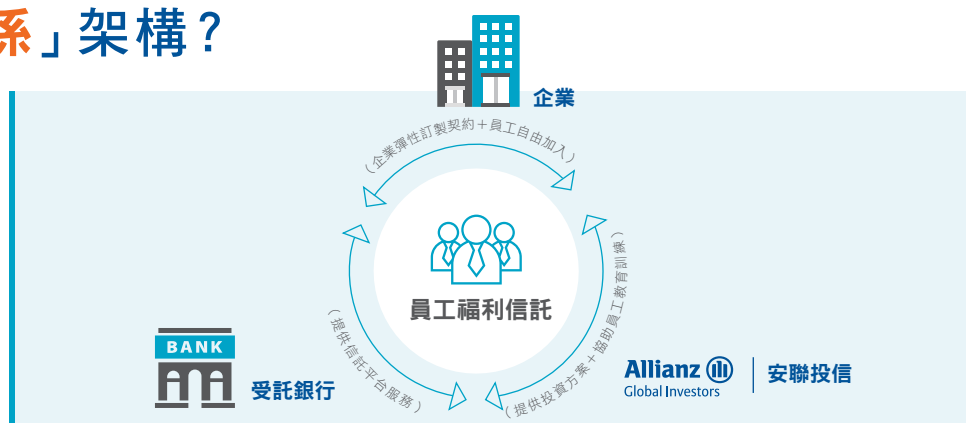 係」架構?
企業
(企業彈性訂製契約+員工自由加入)
員工福利信託
(提供信託平台服務)
(提供投資方案+協助員工教育訓練)
BANK
受託銀行
Allianz
Global Investors
安聯投信